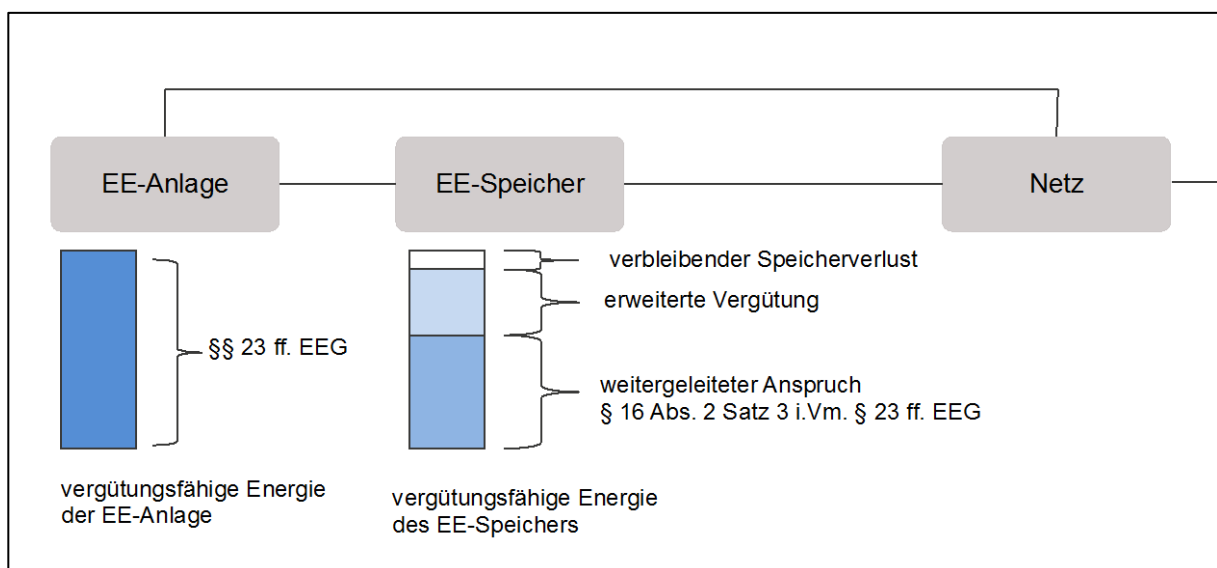 EE-Anlage
EE-Speicher
Netz
§§ 23 ff. EEG
verbleibender Speicherverlust
erweiterte Vergütung
weitergeleiteter Anspruch
§ 16 Abs. 2 Satz 3 i.Vm. § 23 ff. EEG
vergütungsfähige Energie
der EE-Anlage
vergütungsfähige Energie
des EE-Speichers